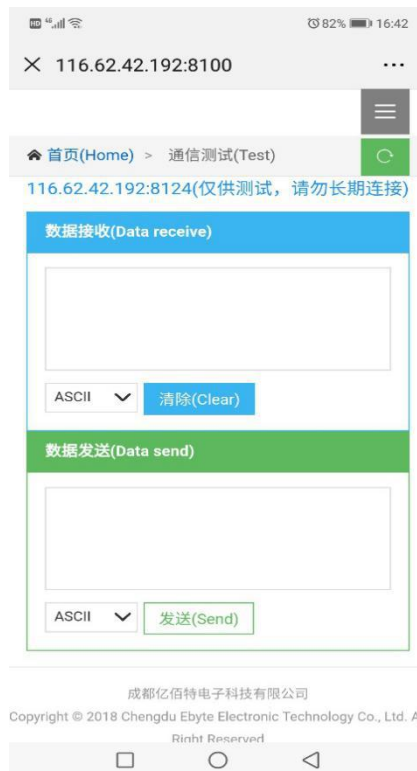 HD 46 82% 16:42
116.62.42.192:8100
首页(Home) > 通信测试(Test)
116.62.42.192:8124(仅供测试，请勿长期连接)
数据接收(Data receive)
ASCII 清除(Clear)
数据发送(Data send)
ASCII 发送(Send)
成都亿佰特电子科技有限公司
Copyright © 2018 Chengdu Ebyte Electronic Technology Co., Ltd. A
Right Reserved